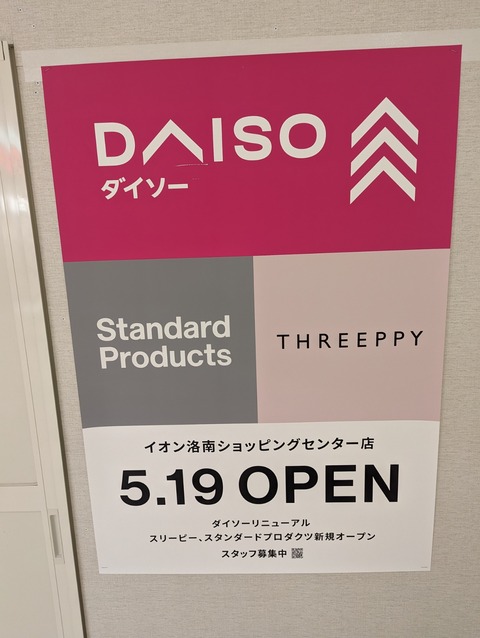 DAISO
ダイソー
Standard
Products
THREEPPY
イオン洛南ショッピングセンター店
5.19 OPEN
ダイソーリニューアル
スリーピー、スタンダードプロダクツ新規オープン
スタッフ募集中